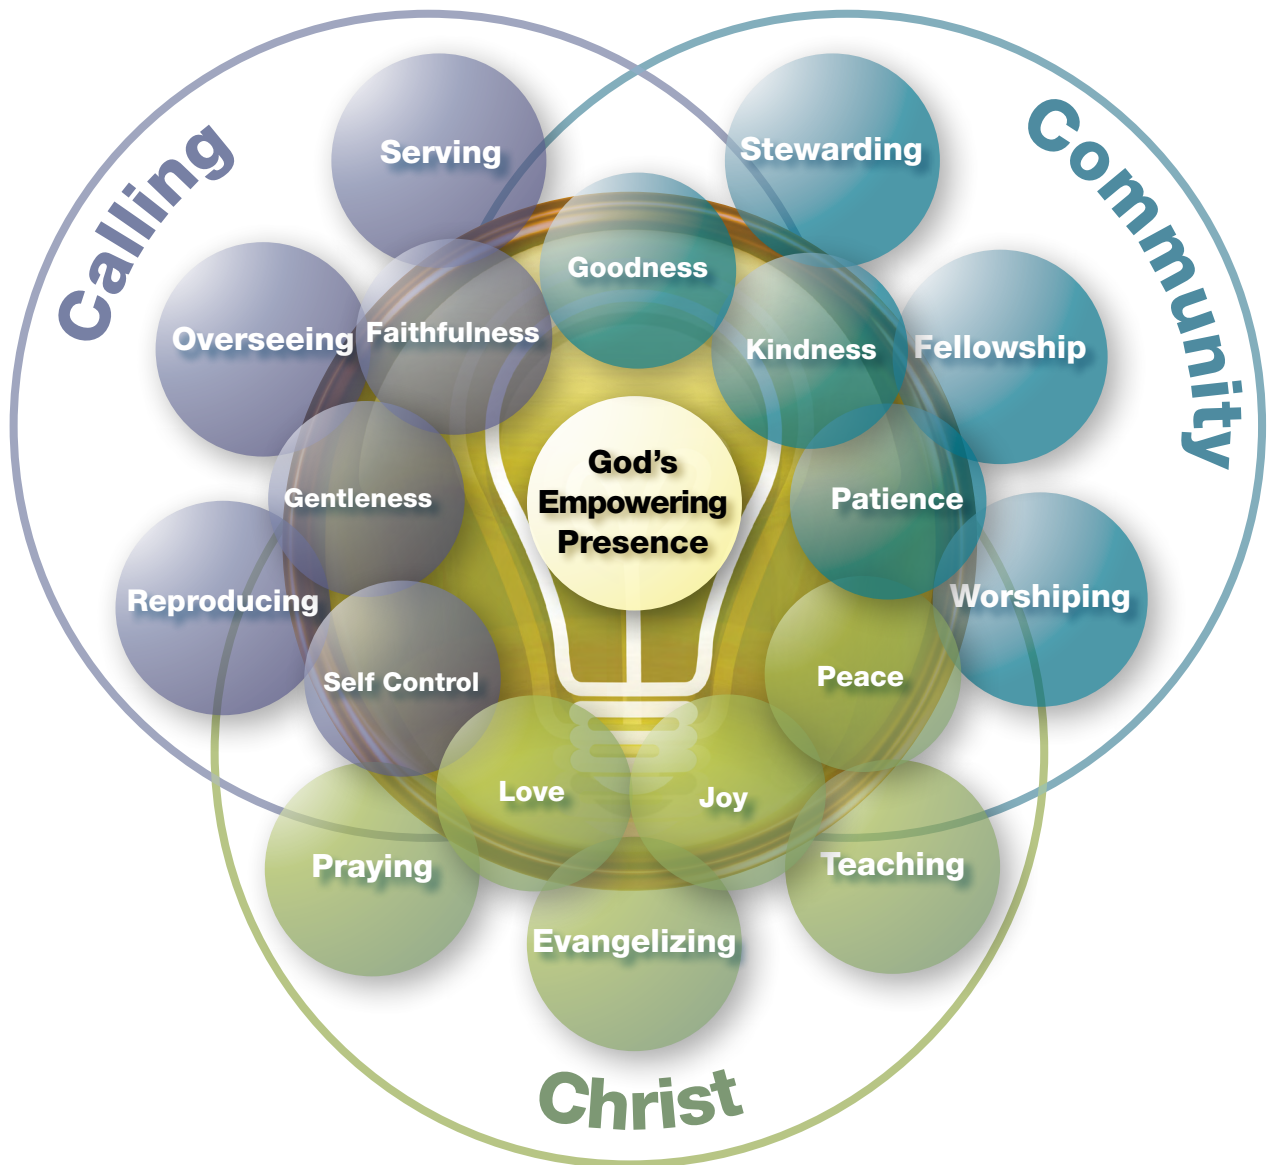 Calling
Community
Serving
Stewarding
Goodness
Overseeing
Faithfulness
Kindness
Fellowship
God's
Empowering
Presence
Gentleness
Patience
Reproducing
Worshiping
Self Control
Peace
Love
Joy
Praying
Teaching
Evangelizing
Christ